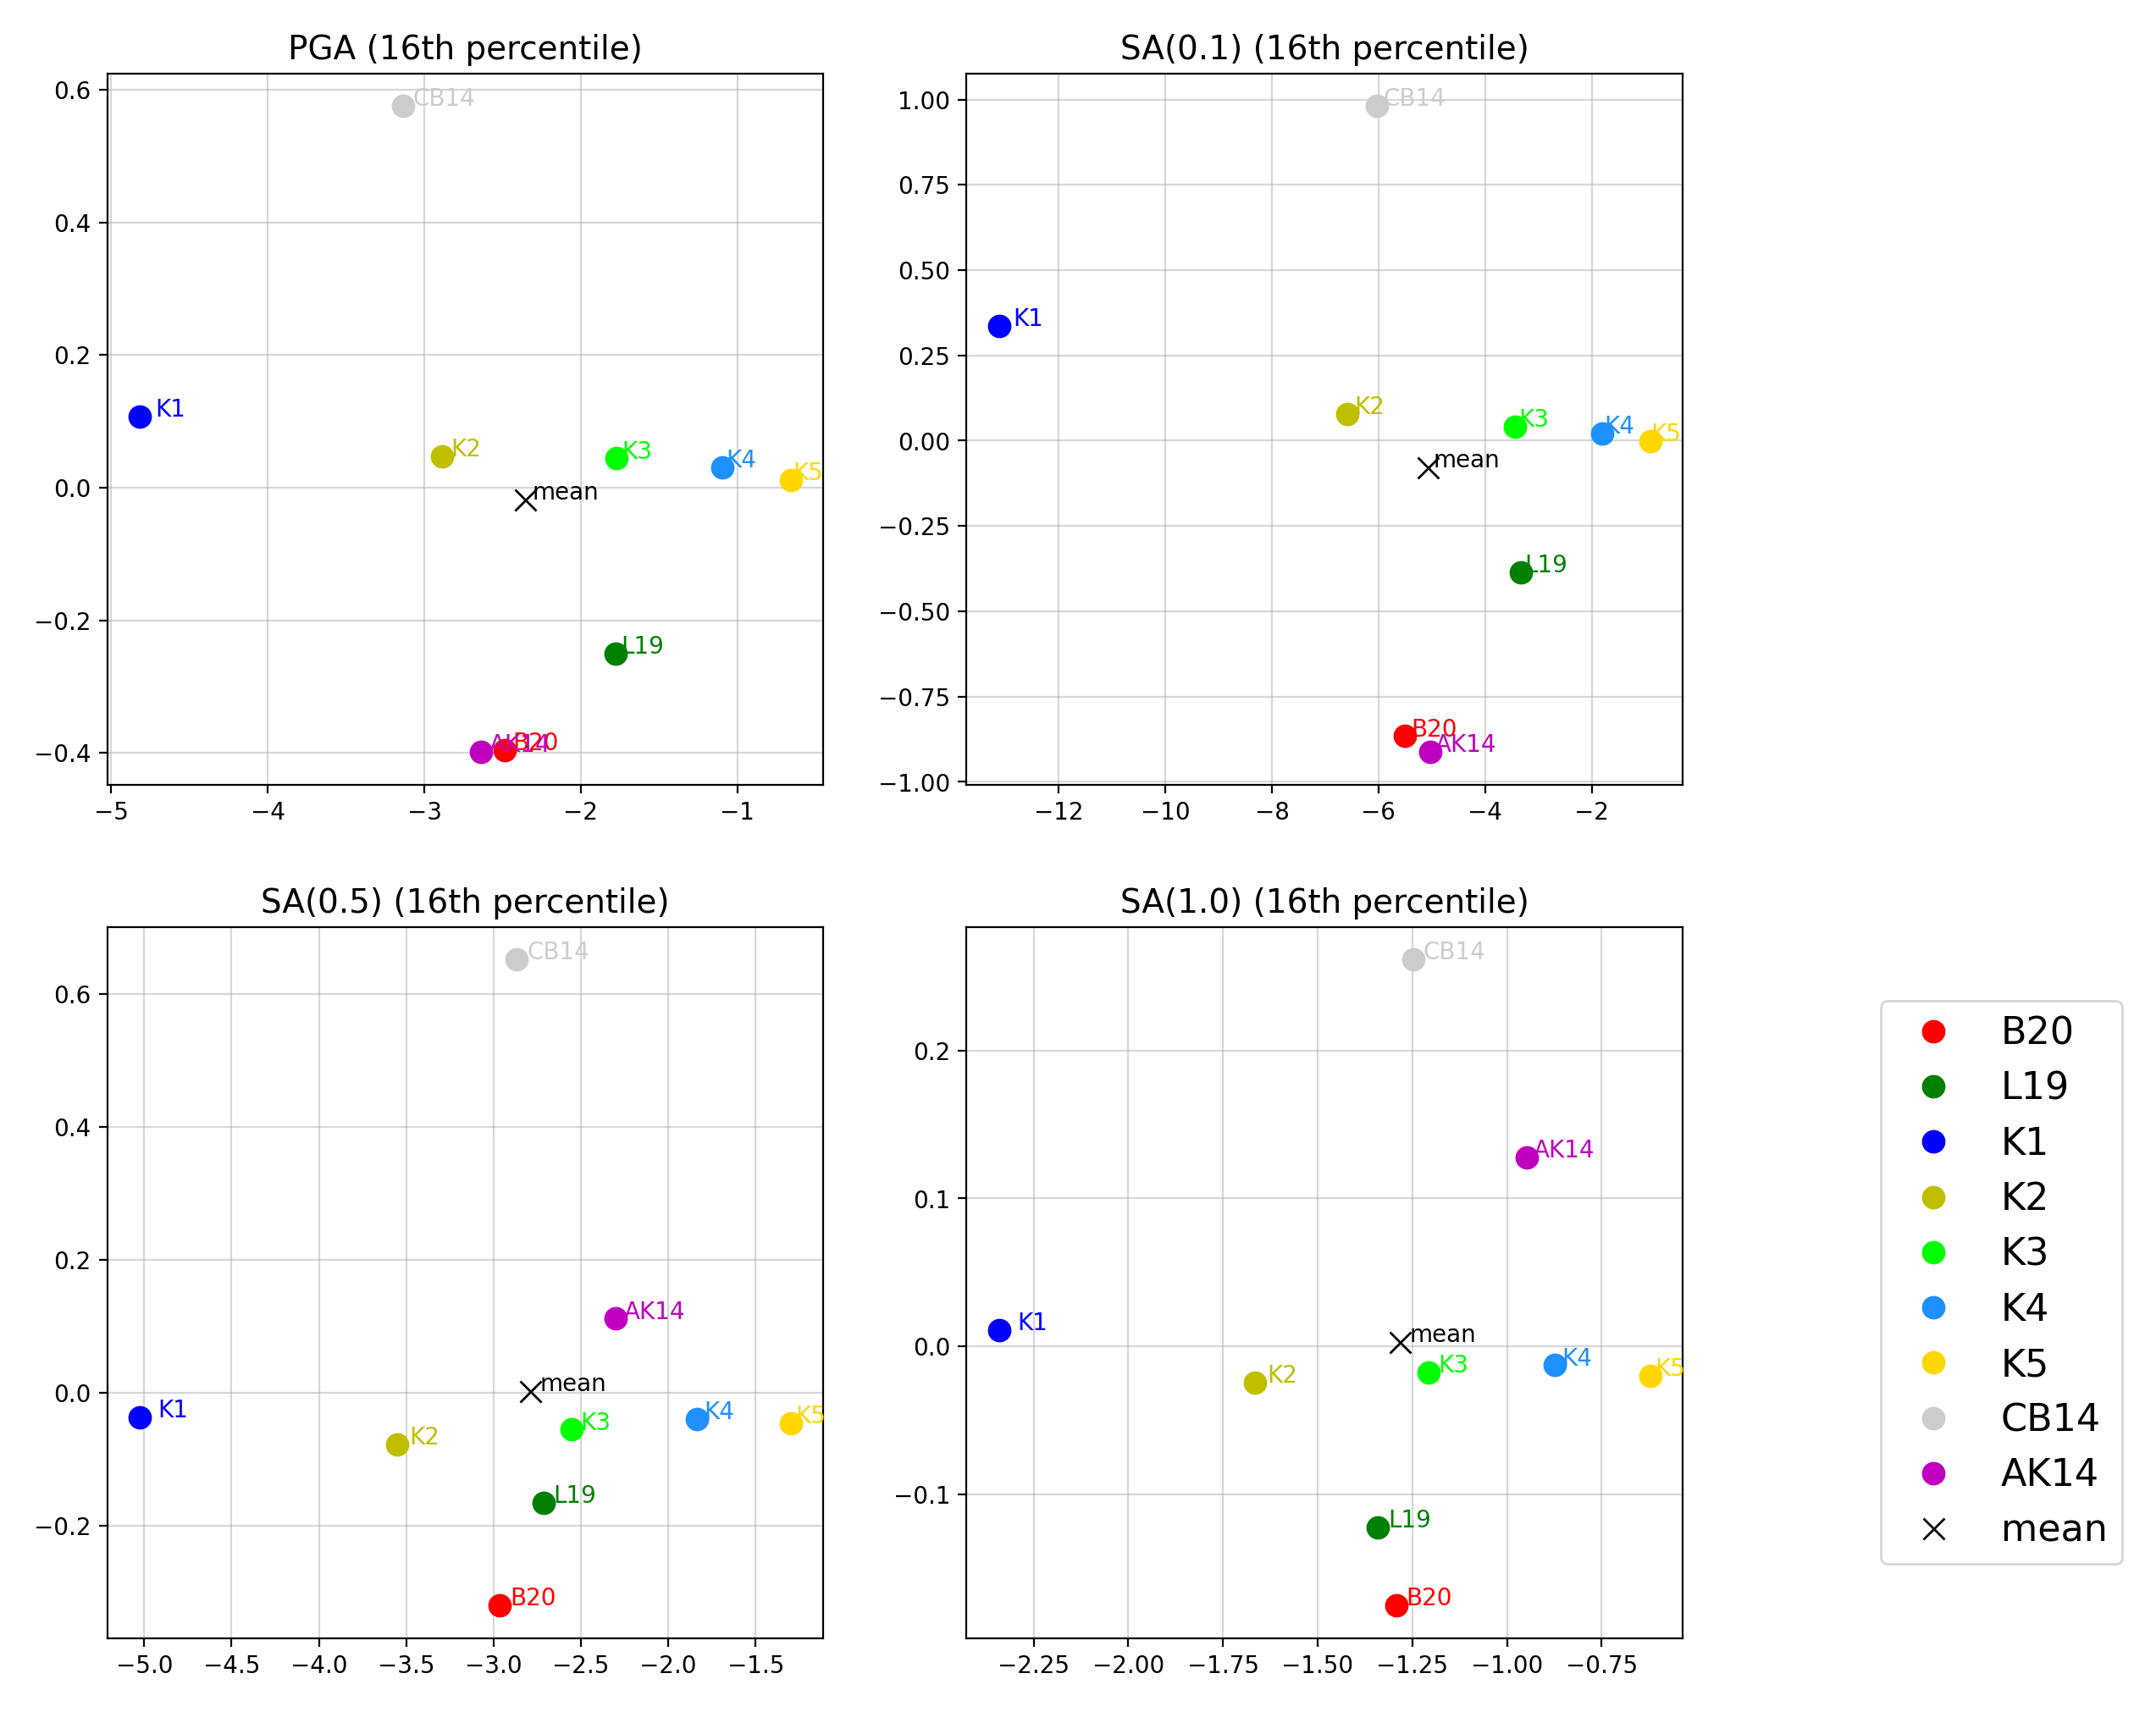 PGA (16th percentile)
0.6
0.4
0.2
0.0
−0.2
−0.4
−5
−4
−3
−2
−1
CB14
K1
K2
K3
K4
K5
mean
L19
AK14
B20
SA(0.1) (16th percentile)
1.00
0.75
0.50
0.25
0.00
−0.25
−0.50
−0.75
−1.00
−12
−10
−8
−6
−4
−2
CB14
K1
K2
K3
K4
K5
mean
L19
B20
AK14
SA(0.5) (16th percentile)
0.6
0.4
0.2
0.0
−0.2
−5.0
−4.5
−4.0
−3.5
−3.0
−2.5
−2.0
−1.5
CB14
AK14
mean
K1
K2
K3
K4
K5
L19
B20
SA(1.0) (16th percentile)
0.2
0.1
0.0
−0.1
−2.25
−2.00
−1.75
−1.50
−1.25
−1.00
−0.75
CB14
AK14
K1
mean
K2
K3
K4
K5
L19
B20
B20
L19
K1
K2
K3
K4
K5
CB14
AK14
mean